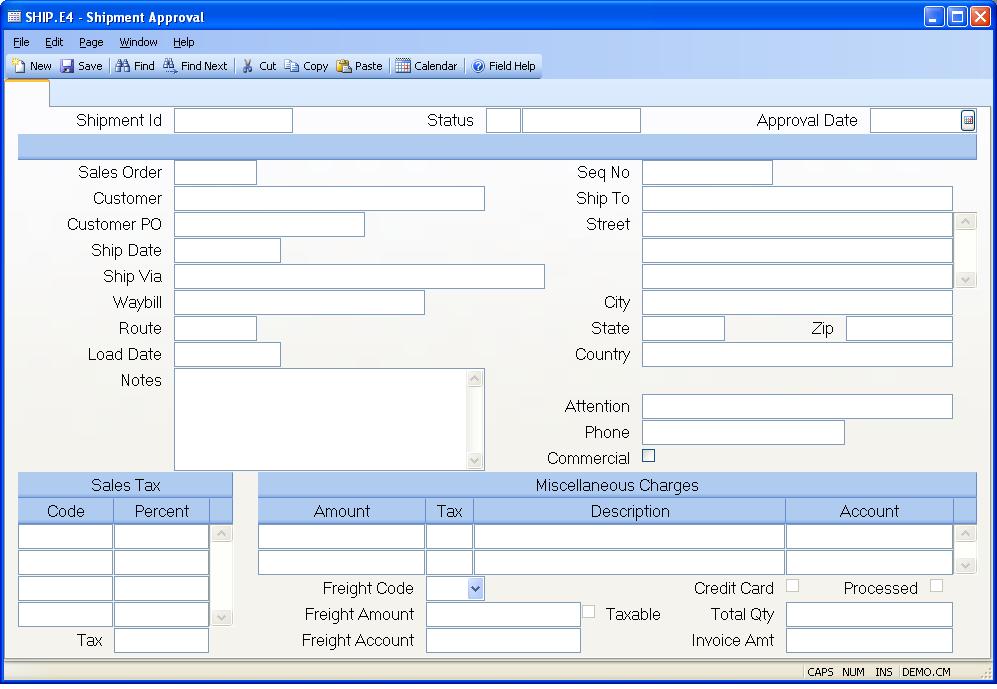 SHIP.E4 - Shipment Approval
File Edit Page Window Help
New Save Find Find Next Cut Copy Paste Calendar Field Help
Shipment Id Status Approval Date
Sales Order Seq No
Customer Ship To
Customer PO Street
Ship Date
Ship Via
Waybill City
Route State Zip
Load Date Country
Notes
Attention
Phone
Commercial
Sales Tax Miscellaneous Charges
Code Percent Amount Tax Description Account
Freight Code Credit Card Processed
Freight Amount Taxable Total Qty
Tax Freight Account Invoice Amt
CAPS NUM INS DEMO.CM